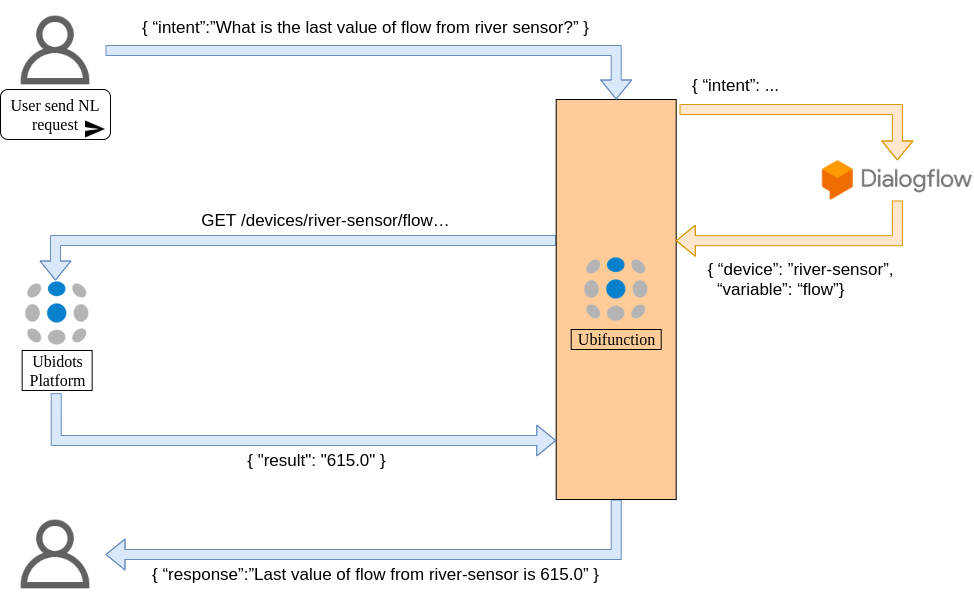 { “intent”:”What is the last value of flow from river sensor?” }
User send NL
request
{ “intent”: ...
Dialogflow
GET /devices/river-sensor/flow…
{ “device”: ”river-sensor”,
“variable”: “flow”}
Ubifunction
Ubidots
Platform
{ "result": "615.0" }
{ “response”:”Last value of flow from river-sensor is 615.0” }